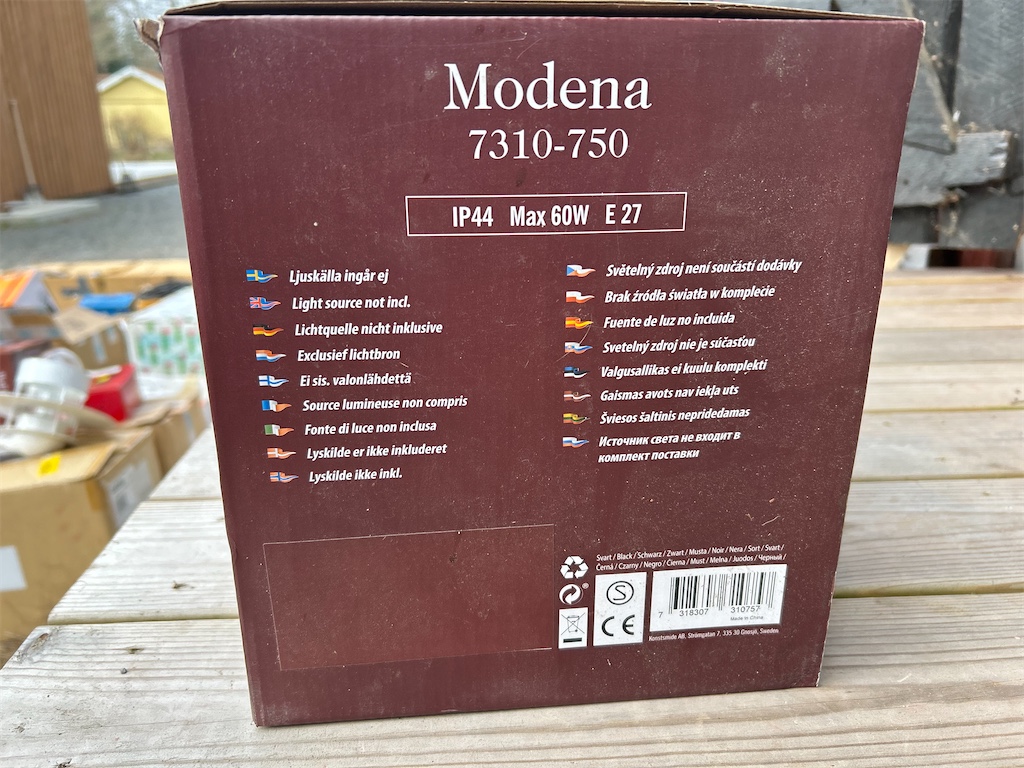 Modena
7310-750
IP44 Max 60W E 27
Ljuskälla ingår ej
Light source not incl.
Lichtquelle nicht inklusive
Exclusief lichtbron
Ei sis. valonlähdettä
Source lumineuse non compris
Fonte di luce non inclusa
Lyskilde er ikke inkluderet
Lyskilde ikke inkl.
Světelný zdroj není součástí dodávky
Brak źródła światła w komplecie
Fuente de luz no incluida
Svetelný zdroj nie je súčasťou
Valgusallikas ei kuulu komplekti
Gaismas avots nav iekļa uts
Šviesos šaltinis nepridedamas
Источник света не входит в
комплект поставки
Svart / Black / Schwarz / Zwart / Musta / Noir / Nera / Sort / Svart /
Černá / Czarny / Negro / Čierna / Must / Melna / Juodos / Черный /
S
CE
7 318307 310757
Made in China
Konstsmide AB, Strömgatan 7, 335 30 Gnosjö, Sweden